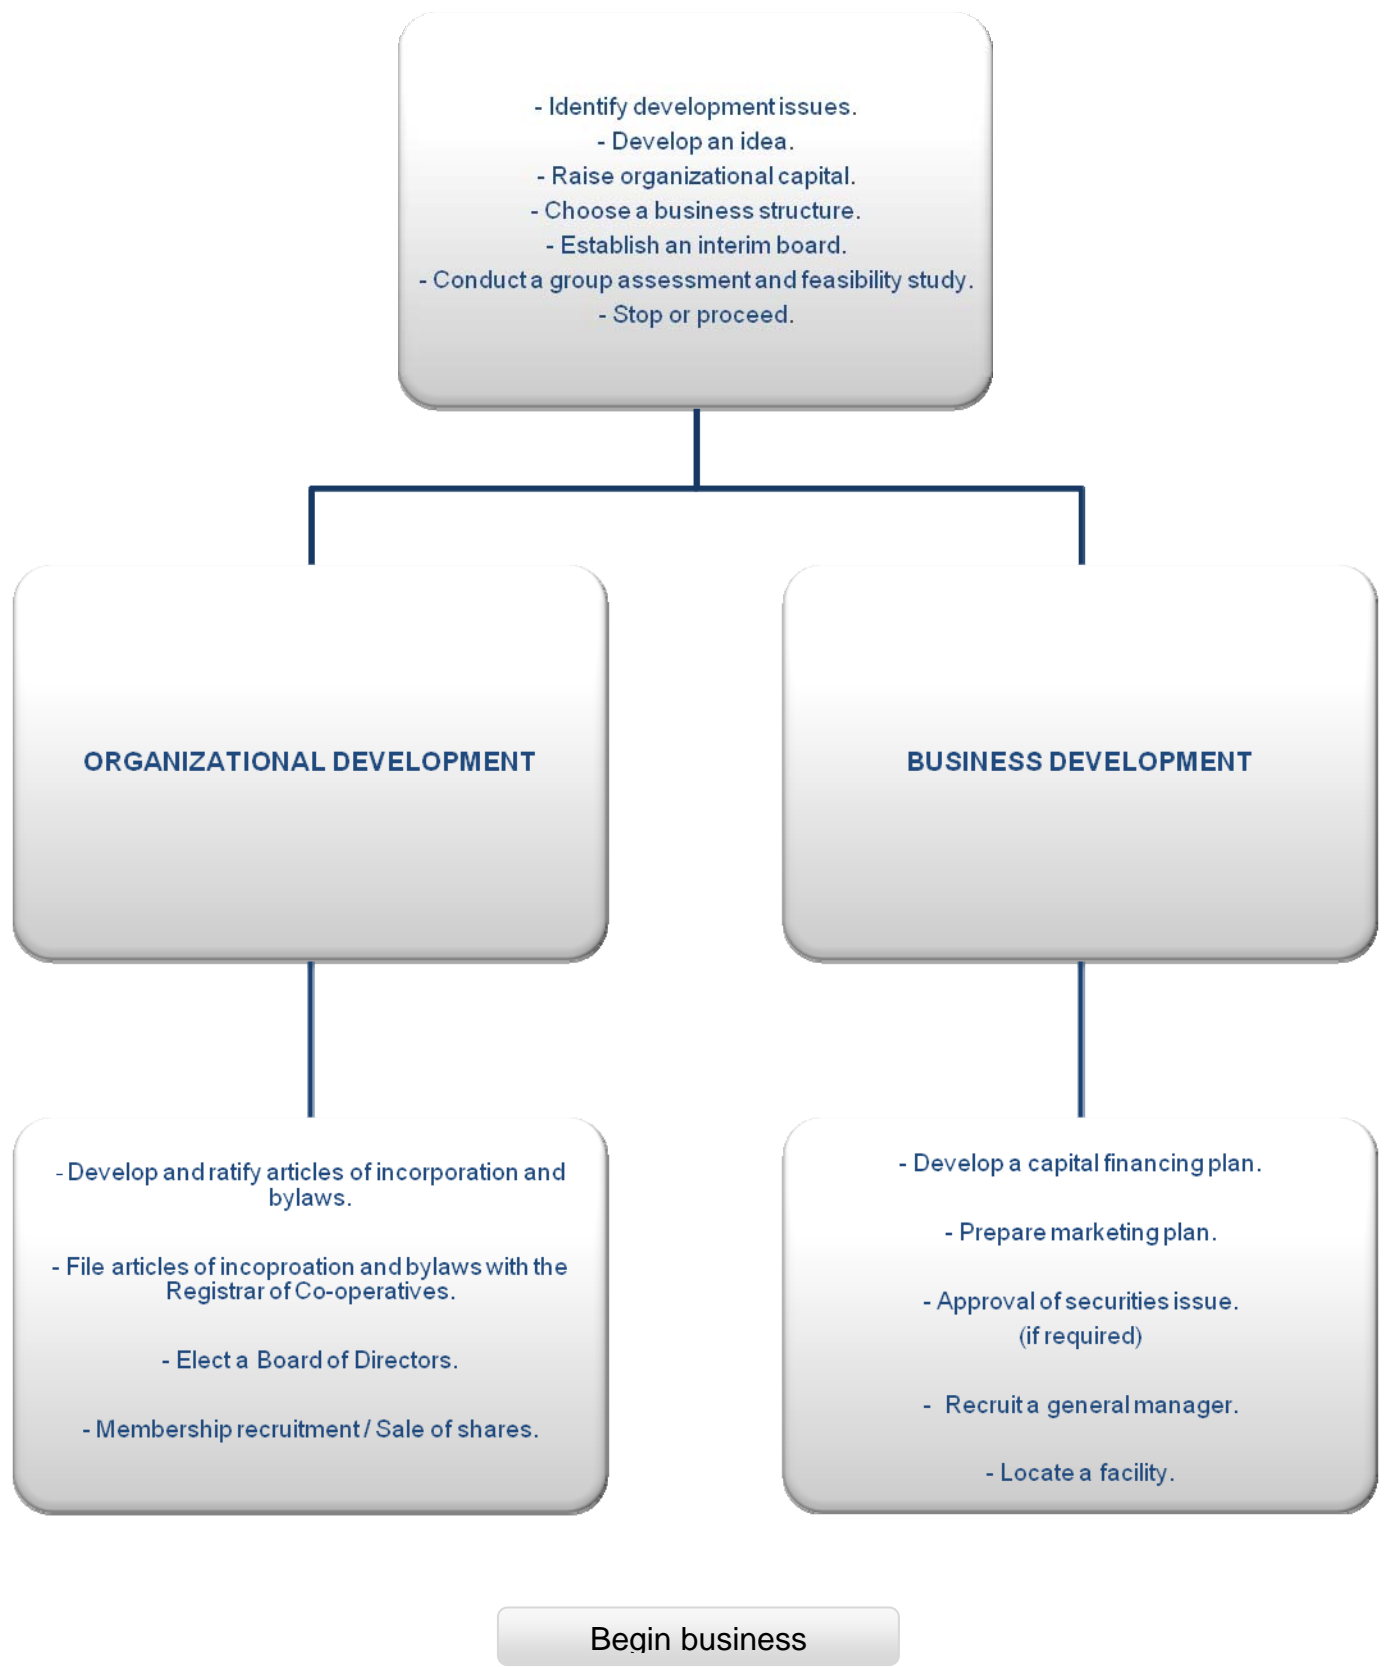 - Identify development issues.
- Develop an idea.
- Raise organizational capital.
- Choose a business structure.
- Establish an interim board.
- Conduct a group assessment and feasibility study.
- Stop or proceed.
ORGANIZATIONAL DEVELOPMENT
BUSINESS DEVELOPMENT
- Develop and ratify articles of incorporation and
bylaws.
- File articles of incoproation and bylaws with the
Registrar of Co-operatives.
- Elect a Board of Directors.
- Membership recruitment / Sale of shares.
- Develop a capital financing plan.
- Prepare marketing plan.
- Approval of securities issue.
(if required)
- Recruit a general manager.
- Locate a facility.
Begin business